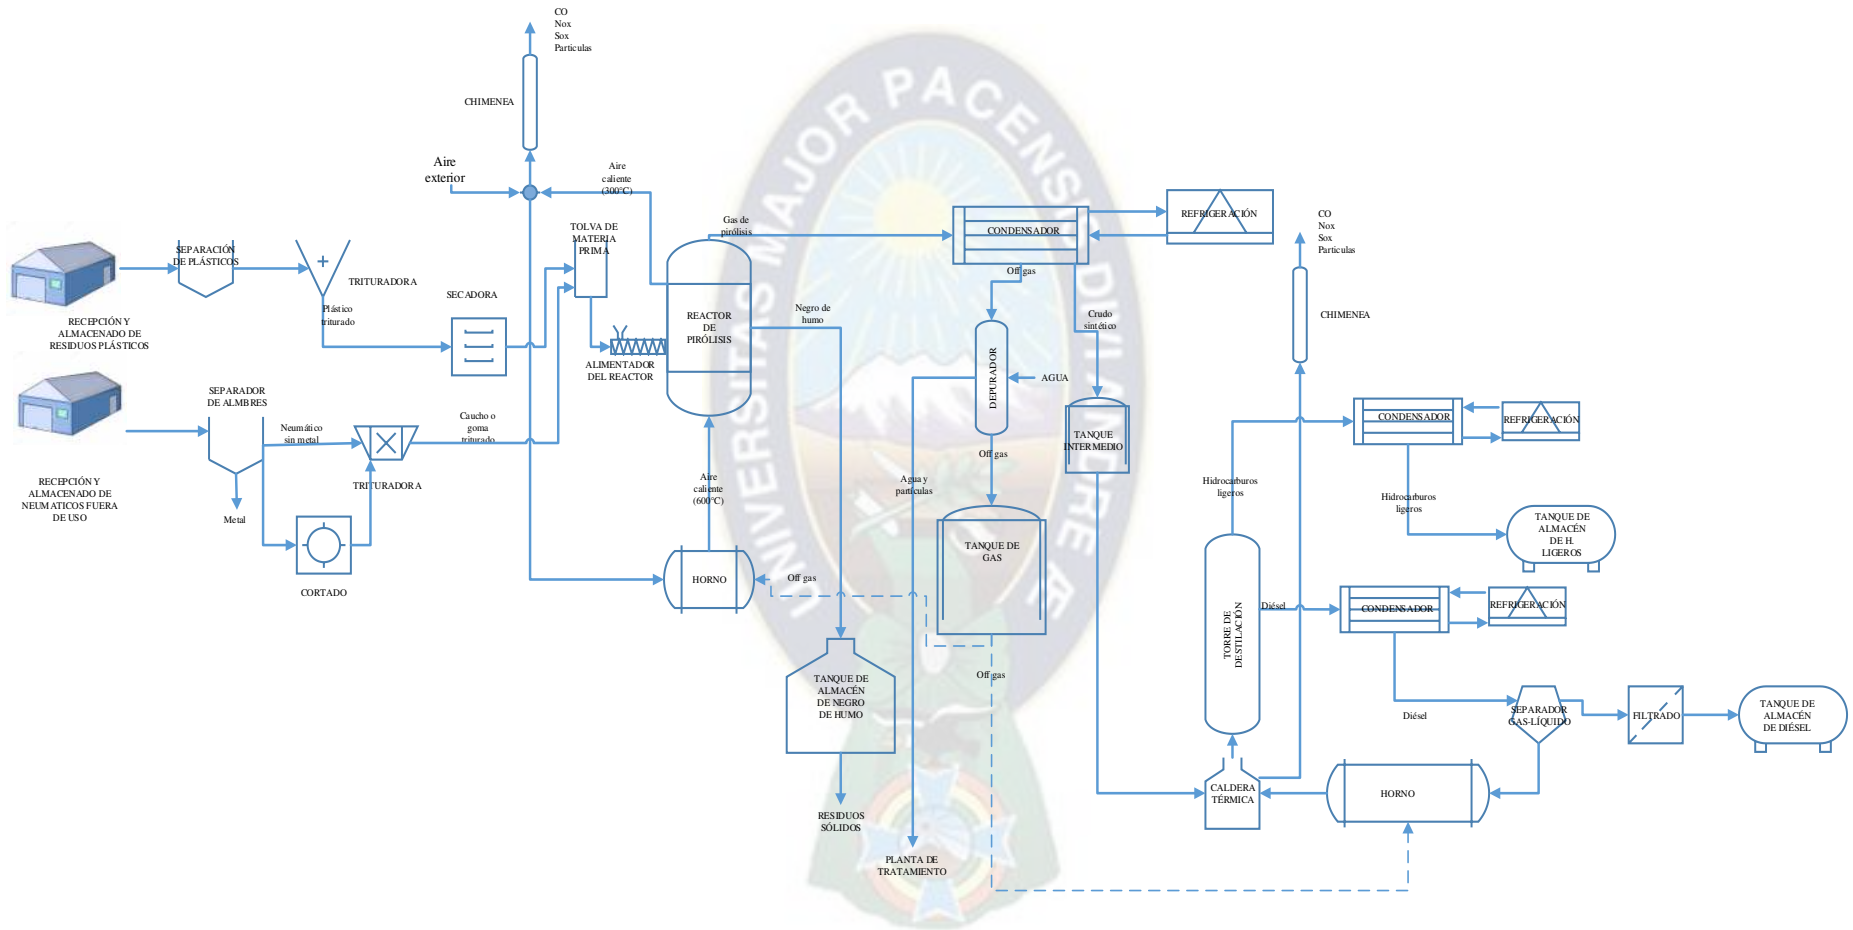 CO
Nox
Sox
Particulas
CHIMENEA
Aire
exterior
Aire
caliente
(300°C)
TOLVA DE
MATERIA
PRIMA
SEPARACIÓN
DE PLÁSTICOS
TRITURADORA
RECEPCIÓN Y
ALMACENADO DE
RESIDUOS PLÁSTICOS
Plástico
triturado
SECADORA
ALIMENTADOR
DEL REACTOR
REACTOR
DE
PIRÓLISIS
Gas de
pirólisis
Negro de
humo
CONDENSADOR
REFRIGERACIÓN
Off gas
Crudo
sintético
DEPURADOR
AGUA
TANQUE
INTERMEDIO
CO
Nox
Sox
Particulas
CHIMENEA
SEPARADOR
DE ALMBRES
Neumático
sin metal
TRITURADORA
Caucho o
goma
triturado
RECEPCIÓN Y
ALMACENADO DE
NEUMATICOS FUERA
DE USO
Metal
CORTADO
Aire
caliente
(600°C)
HORNO
Off gas
Agua y
partículas
Off gas
TANQUE DE
GAS
Off gas
TANQUE DE
ALMACÉN
DE NEGRO
DE HUMO
RESIDUOS
SÓLIDOS
PLANTA DE
TRATAMIENTO
Hidrocarburos
ligeros
CONDENSADOR
REFRIGERACIÓN
Hidrocarburos
ligeros
TANQUE DE
ALMACÉN
DE H.
LIGEROS
TORRE DE
DESTILACIÓN
Diésel
CONDENSADOR
REFRIGERACIÓN
Diésel
SEPARADOR
GAS-LÍQUIDO
FILTRADO
TANQUE DE
ALMACÉN
DE DIÉSEL
CALDERA
TÉRMICA
HORNO
UNIVERSITAS MAJOR PACENSIS DIVI ANDRE Æ